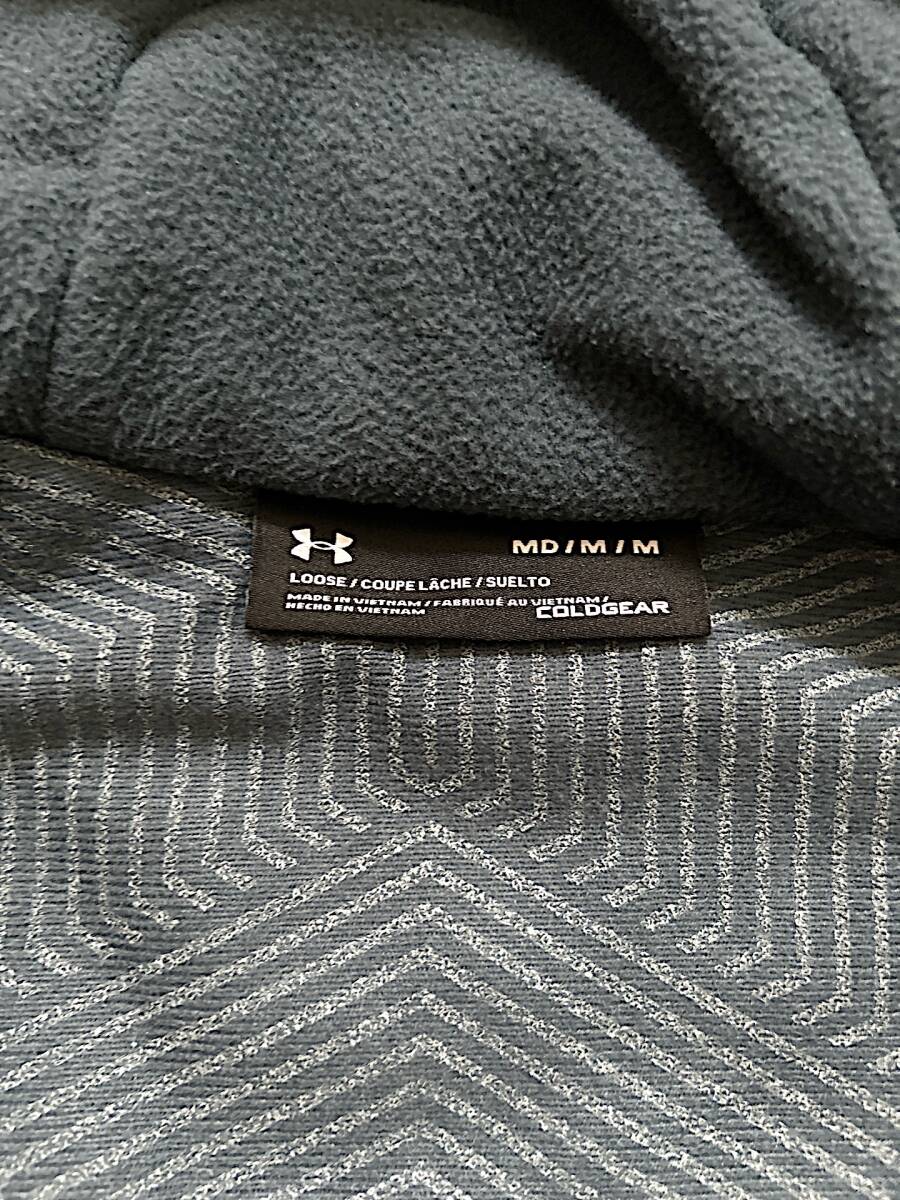 MD / M / M
LOOSE / COUPE LÂCHE / SUELTO
MADE IN VIETNAM / FABRIQUÉ AU VIETNAM /
HECHO EN VIETNAM
COLDGEAR